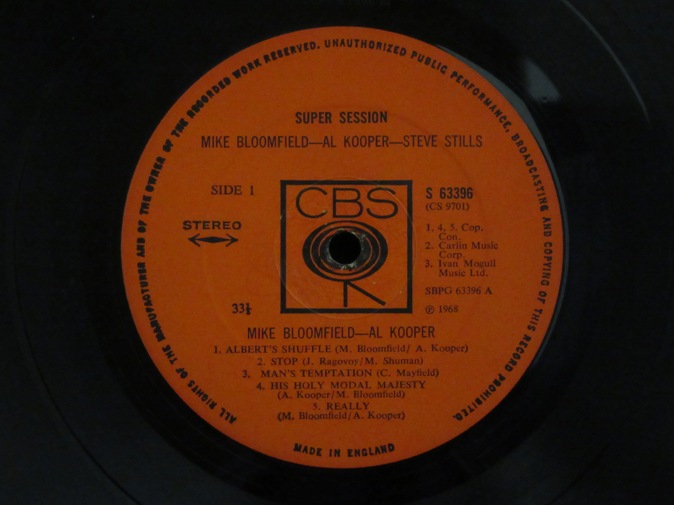 ALL RIGHTS OF THE MANUFACTURER AND OF THE OWNER OF THE RECORDED WORK RESERVED. UNAUTHORIZED PUBLIC PERFORMANCE, BROADCASTING AND COPYING OF THIS RECORD PROHIBITED.
SUPER SESSION
MIKE BLOOMFIELD—AL KOOPER—STEVE STILLS
SIDE 1
STEREO
33⅓
CBS
S 63396
(CS 9701)
1, 4, 5. Cop.
Con.
2. Carlin Music
Corp.
3. Ivan Mogull
Music Ltd.
SBPG 63396 A
℗ 1968
MIKE BLOOMFIELD—AL KOOPER
1. ALBERT'S SHUFFLE (M. Bloomfield/ A. Kooper)
2. STOP (J. Ragovoy/M. Shuman)
3. MAN'S TEMPTATION (C. Mayfield)
4. HIS HOLY MODAL MAJESTY
(A. Kooper/M. Bloomfield)
5. REALLY
(M. Bloomfield/A. Kooper)
MADE IN ENGLAND